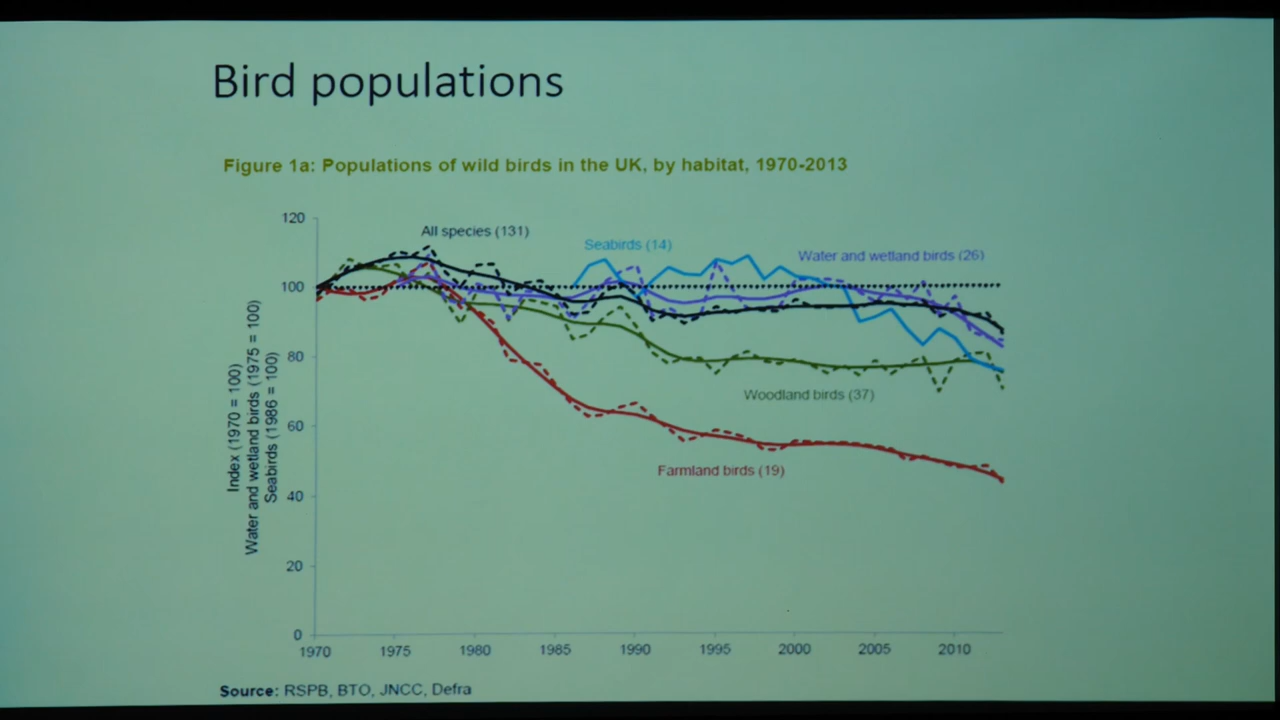 Bird populations
Figure 1a: Populations of wild birds in the UK, by habitat, 1970-2013
120
100
80
60
40
20
0
Index (1970 = 100)
Water and wetland birds (1975 = 100)
Seabirds (1986 = 100)
All species (131)
Seabirds (14)
Water and wetland birds (26)
Woodland birds (37)
Farmland birds (19)
1970 1975 1980 1985 1990 1995 2000 2005 2010
Source: RSPB, BTO, JNCC, Defra